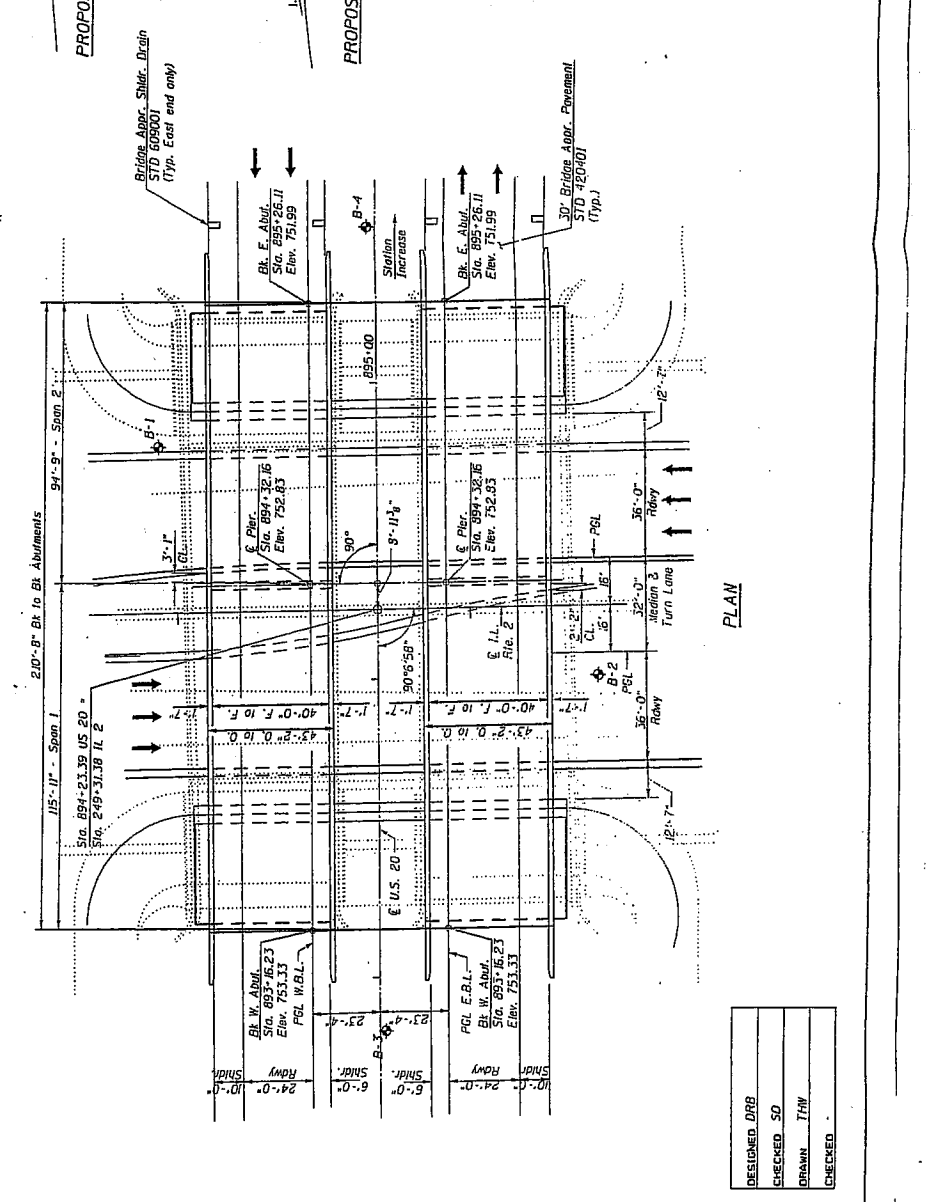 PROPO
PROPOS
1.
Bridge Appr. Shldr. Drain
STD 609001
(Typ. East end only)
Bk. E. Abut.
Sta. 895+26.11
Elev. 751.99
B-4
Station
Increase
Bk. E. Abut.
Sta. 895+26.11
Elev. 751.99
30' Bridge Appr. Pavement
STD 420401
(Typ.)
210'-8" Bk to Bk Abutments
94'-9" - Span 2
115'-11" - Span 1
B-1
895+00
12'-7"
3'-1"
CL.
₵ Pier.
Sta. 894+32.16
Elev. 752.83
90°
8'-11⅜"
₵ Pier.
Sta. 894+32.16
Elev. 752.83
36'-0"
Rdwy
PGL
16'
32'-0"
Median &
Turn Lane
16'
CL.
₵ I.L.
Rte. 2
90°6'58"
B-2
PGL
36'-0"
Rdwy
12'-7"
PLAN
Sta. 894+23.39 US 20 =
Sta. 249+31.38 IL 2
1'-7"
40'-0" F. to F.
1'-7"
43'-2" O. to O.
1'-7"
40'-0" F. to F.
1'-7"
43'-2" O. to O.
₵ U.S. 20
Bk W. Abut.
Sta. 893+16.23
Elev. 753.33
PGL W.B.L.
23'-4"
23'-4"
B-3
PGL E.B.L.
Bk W. Abut.
Sta. 893+16.23
Elev. 753.33
10'-0"
Shldr.
24'-0"
Rdwy
6'-0"
Shldr.
6'-0"
Shldr.
24'-0"
Rdwy
10'-0"
Shldr.
DESIGNED DRB
CHECKED SD
DRAWN THW
CHECKED -